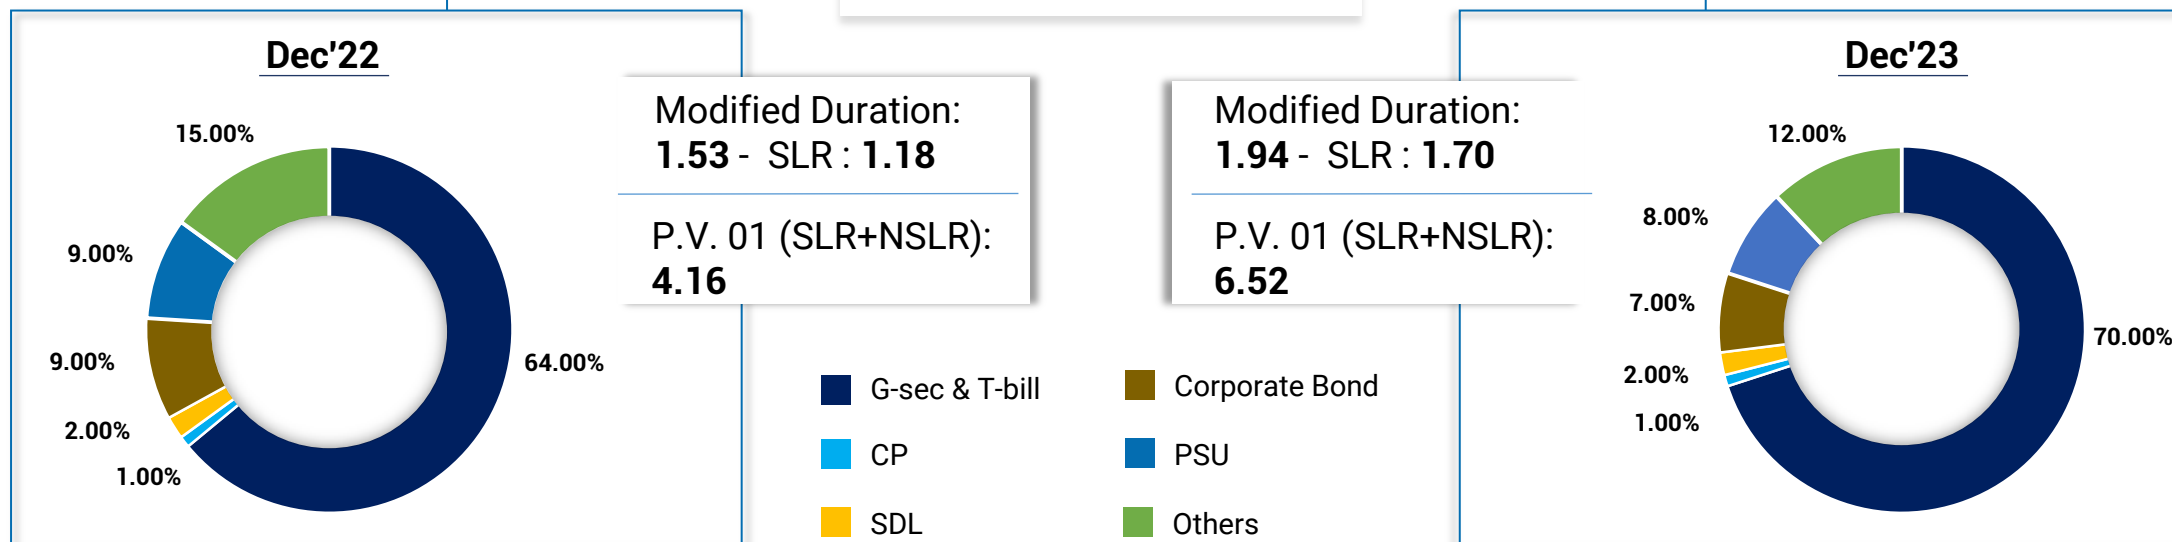 Dec'22
15.00%
9.00%
9.00%
2.00%
1.00%
64.00%
Modified Duration:
1.53 - SLR : 1.18
P.V. 01 (SLR+NSLR):
4.16
Modified Duration:
1.94 - SLR : 1.70
P.V. 01 (SLR+NSLR):
6.52
G-sec & T-bill
Corporate Bond
CP
PSU
SDL
Others
Dec'23
12.00%
8.00%
7.00%
2.00%
1.00%
70.00%